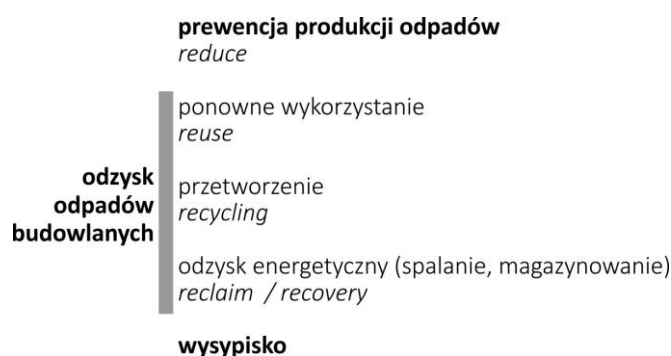 prewencja produkcji odpadów
reduce
ponowne wykorzystanie
reuse
odzysk
odpadów
budowlanych
przetworzenie
recycling
odzysk energetyczny (spalanie, magazynowanie)
reclaim / recovery
wysypisko